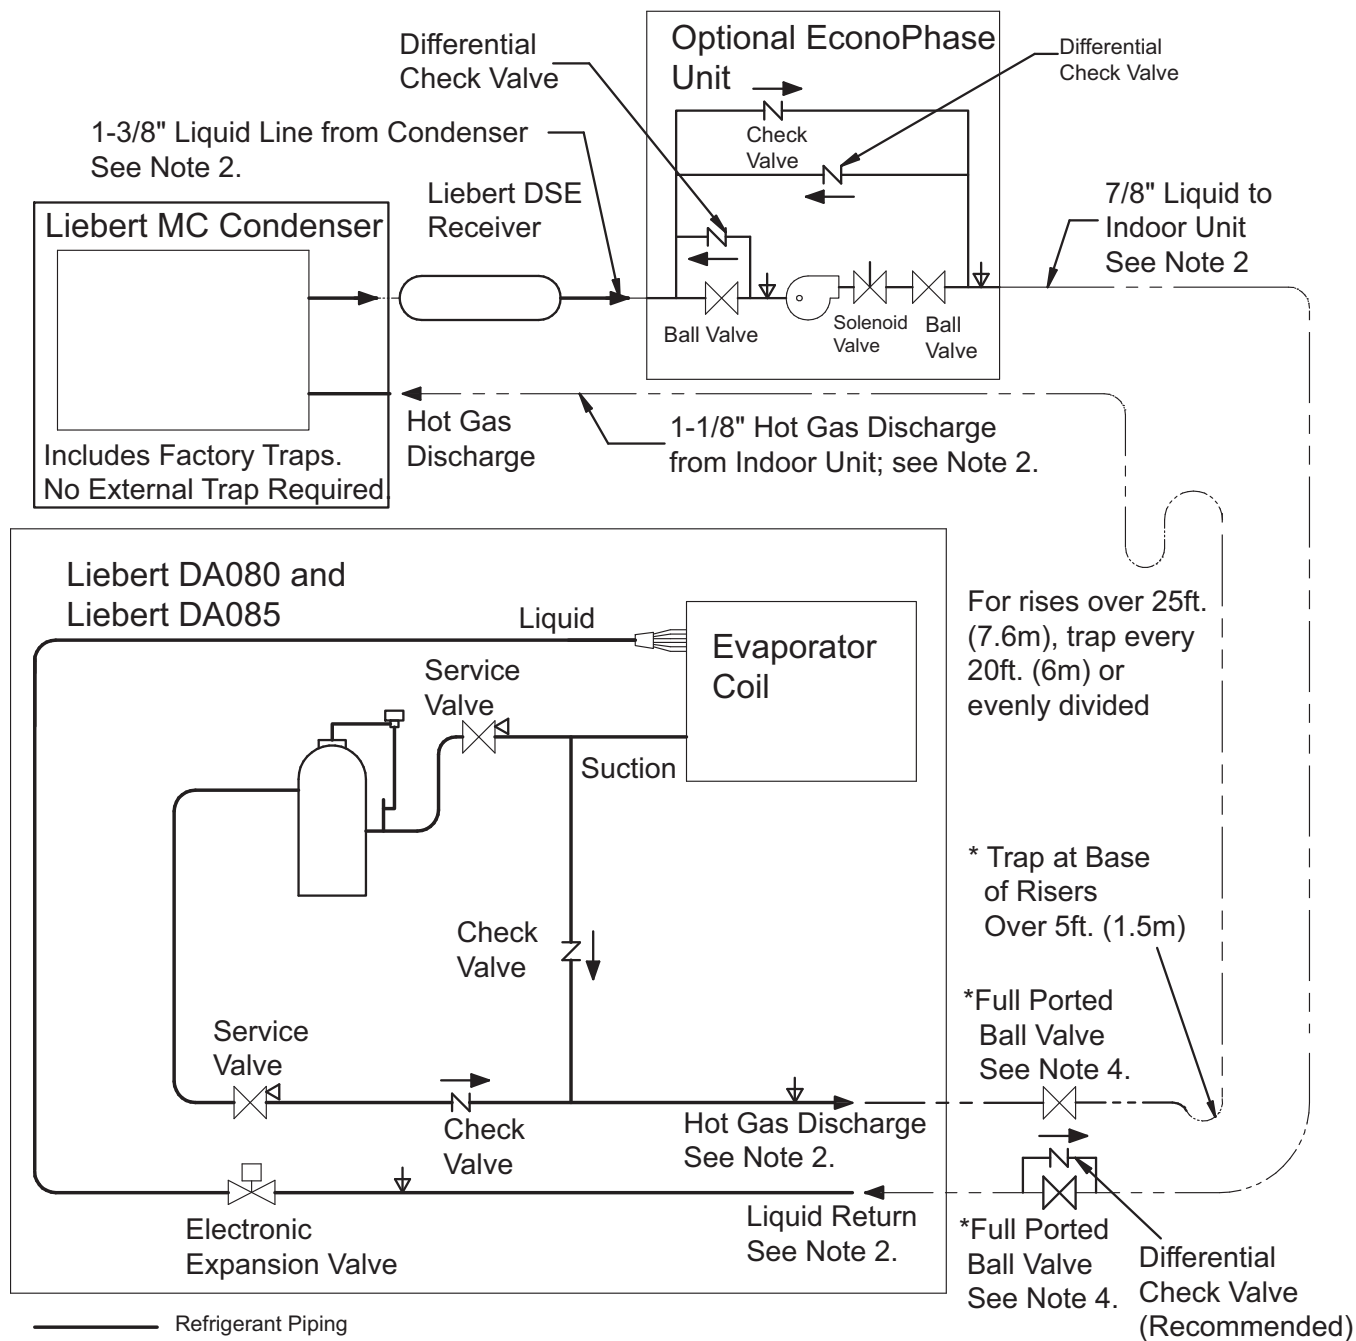 Differential
Check Valve
Optional EconoPhase
Unit
Differential
Check Valve
1-3/8" Liquid Line from Condenser
See Note 2.
Check
Valve
Liebert DSE
Receiver
7/8" Liquid to
Indoor Unit
See Note 2
Liebert MC Condenser
Ball Valve
Solenoid
Valve
Ball
Valve
Hot Gas
Discharge
1-1/8" Hot Gas Discharge
from Indoor Unit; see Note 2.
Includes Factory Traps.
No External Trap Required.
Liebert DA080 and
Liebert DA085
Liquid
Evaporator
Coil
For rises over 25ft.
(7.6m), trap every
20ft. (6m) or
evenly divided
Service
Valve
Suction
* Trap at Base
of Risers
Over 5ft. (1.5m)
Check
Valve
*Full Ported
Ball Valve
See Note 4.
Service
Valve
Check
Valve
Hot Gas Discharge
See Note 2.
Electronic
Expansion Valve
Liquid Return
See Note 2.
*Full Ported
Ball Valve
See Note 4.
Differential
Check Valve
(Recommended)
Refrigerant Piping